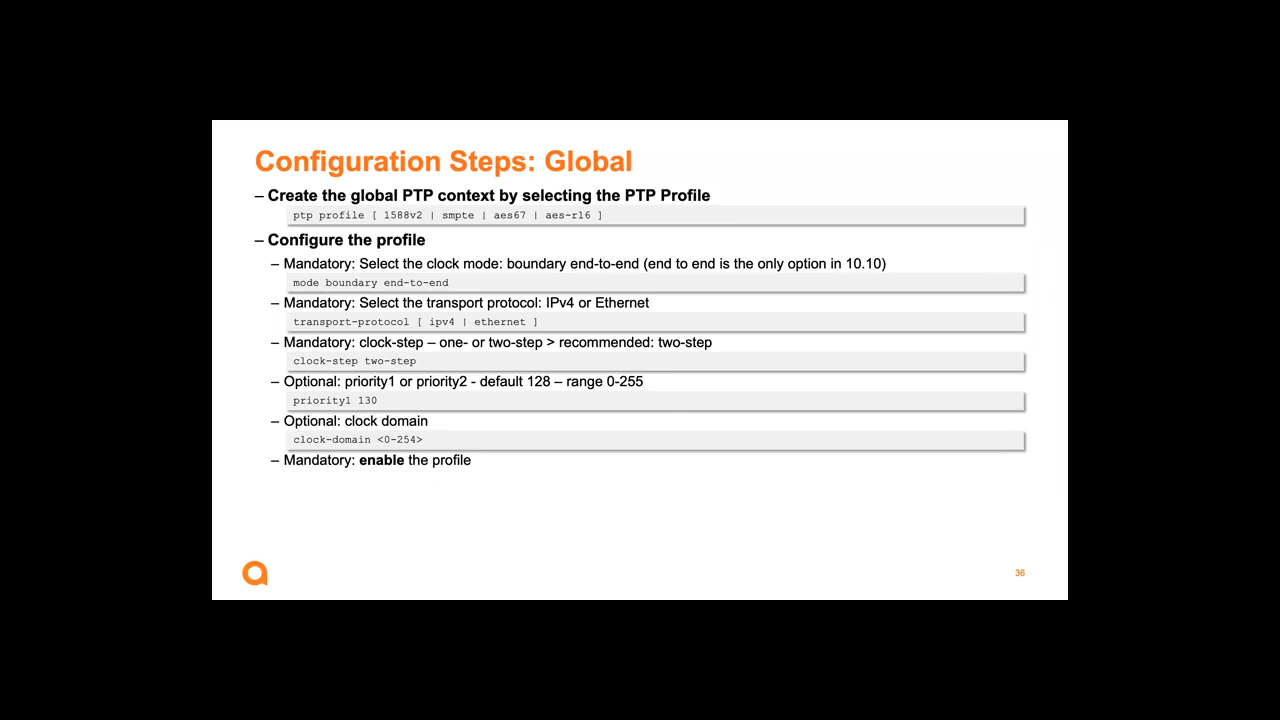 Configuration Steps: Global
– Create the global PTP context by selecting the PTP Profile
ptp profile [ 1588v2 | smpte | aes67 | aes-r16 ]
– Configure the profile
– Mandatory: Select the clock mode: boundary end-to-end (end to end is the only option in 10.10)
mode boundary end-to-end
– Mandatory: Select the transport protocol: IPv4 or Ethernet
transport-protocol [ ipv4 | ethernet ]
– Mandatory: clock-step – one- or two-step > recommended: two-step
clock-step two-step
– Optional: priority1 or priority2 - default 128 – range 0-255
priority1 130
– Optional: clock domain
clock-domain <0-254>
– Mandatory: enable the profile
36